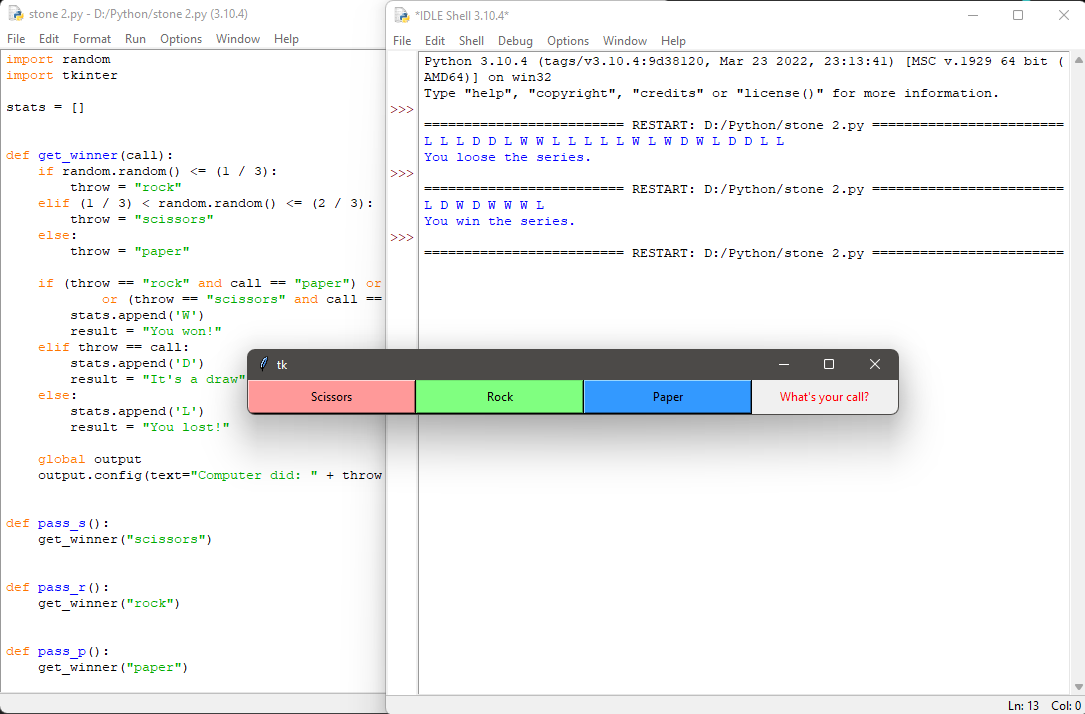 stone 2.py - D:/Python/stone 2.py (3.10.4)
File Edit Format Run Options Window Help
import random
import tkinter
stats = []
def get_winner(call):
if random.random() <= (1 / 3):
throw = "rock"
elif (1 / 3) < random.random() <= (2 / 3):
throw = "scissors"
else:
throw = "paper"
if (throw == "rock" and call == "paper") or
or (throw == "scissors" and call ==
stats.append('W')
result = "You won!"
elif throw == call:
stats.append('D')
result = "It's a draw"
else:
stats.append('L')
result = "You lost!"
global output
output.config(text="Computer did: " + throw
def pass_s():
get_winner("scissors")
def pass_r():
get_winner("rock")
def pass_p():
get_winner("paper")
*IDLE Shell 3.10.4*
File Edit Shell Debug Options Window Help
Python 3.10.4 (tags/v3.10.4:9d38120, Mar 23 2022, 23:13:41) [MSC v.1929 64 bit (
AMD64)] on win32
Type "help", "copyright", "credits" or "license()" for more information.
>>>
========================= RESTART: D:/Python/stone 2.py ========================
L L L D D L W W L L L L L W L W D W L D D L L
You loose the series.
>>>
========================= RESTART: D:/Python/stone 2.py ========================
L D W D W W W L
You win the series.
>>>
========================= RESTART: D:/Python/stone 2.py ========================
tk
Scissors Rock Paper What's your call?
Ln: 13 Col: 0